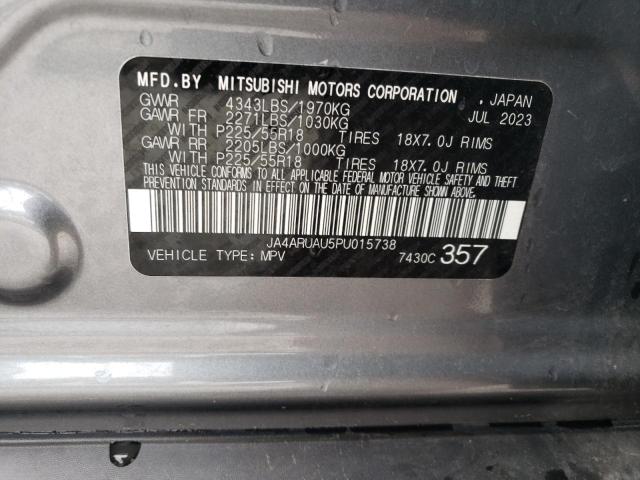 MFD.BY MITSUBISHI MOTORS CORPORATION , JAPAN
GVWR 4343LBS/1970KG JUL 2023
GAWR FR 2271LBS/1030KG
WITH P225/55R18 TIRES 18X7.0J RIMS
GAWR RR 2205LBS/1000KG
WITH P225/55R18 TIRES 18X7.0J RIMS
THIS VEHICLE CONFORMS TO ALL APPLICABLE FEDERAL MOTOR VEHICLE SAFETY AND THEFT
PREVENTION STANDARDS IN EFFECT ON THE DATE OF MANUFACTURE SHOWN ABOVE.
JA4ARUAU5PU015738
VEHICLE TYPE: MPV 7430C 357